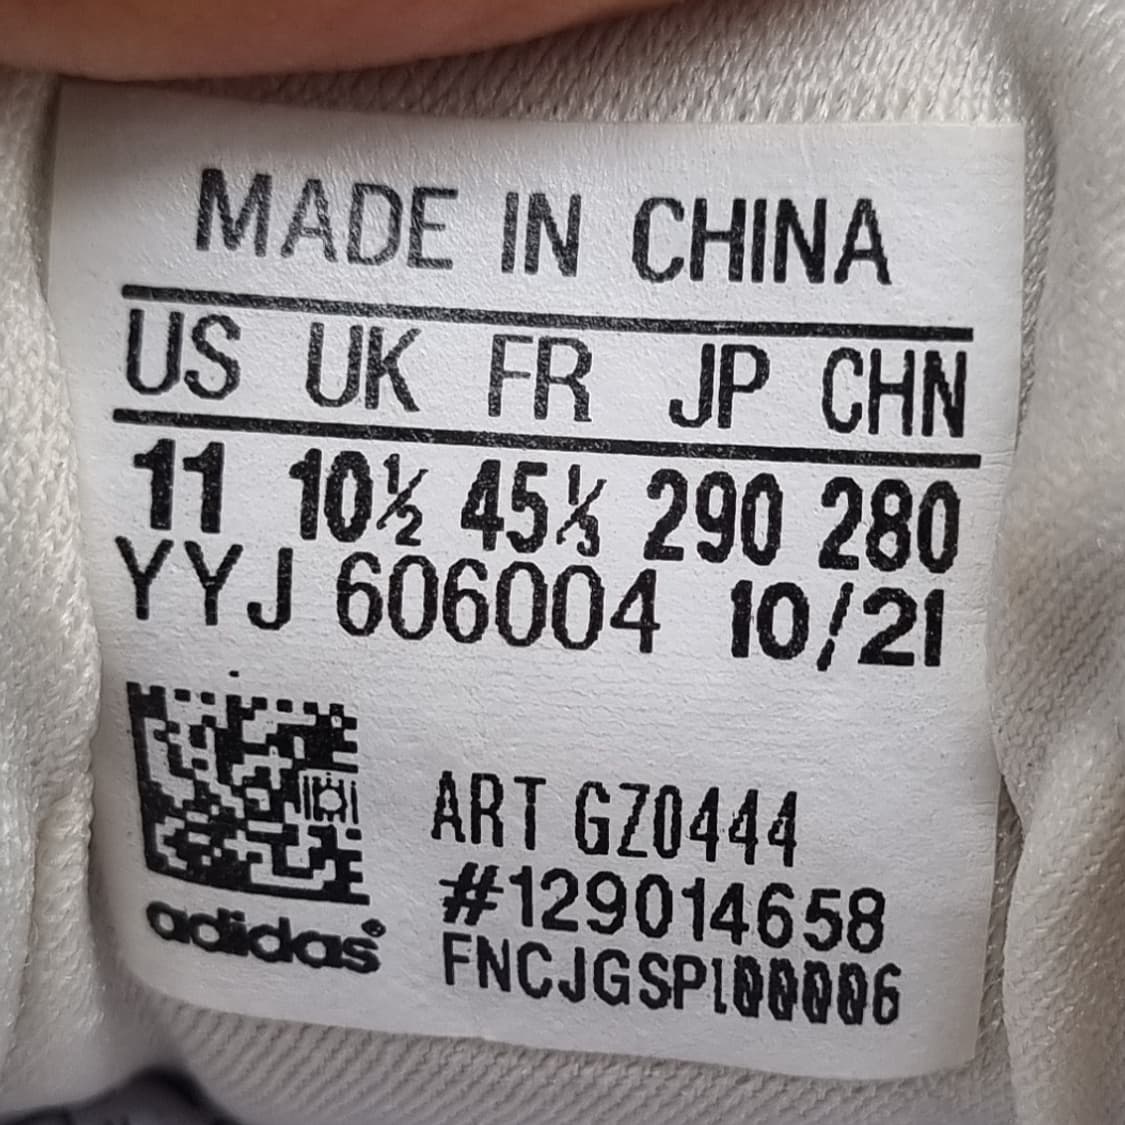 MADE IN CHINA
US UK FR JP CHN
11 10½ 45⅓ 290 280
YYJ 606004 10/21
ART GZ0444
#129014658
adidas®